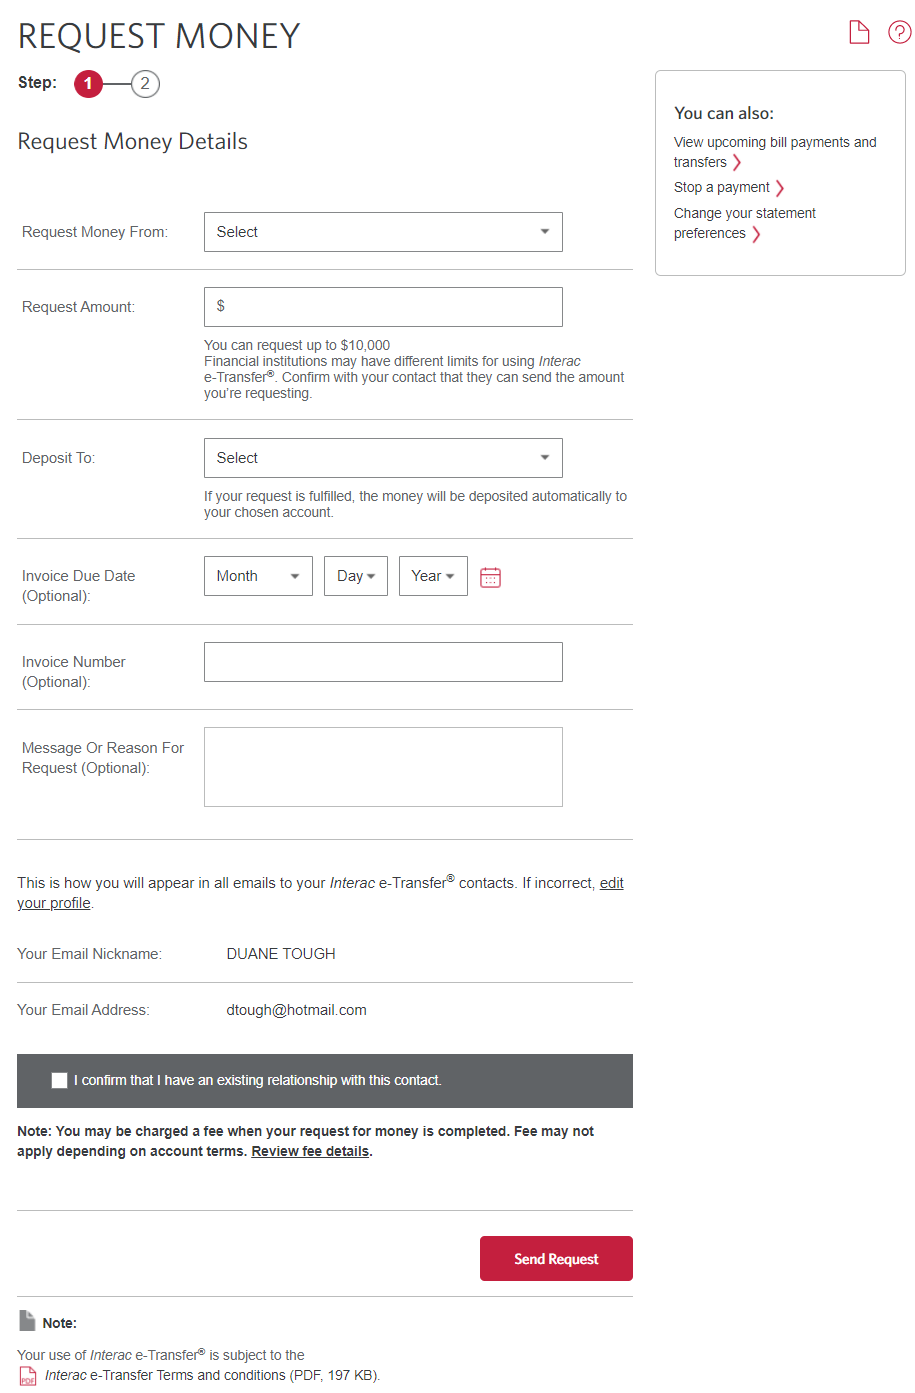 REQUEST MONEY
?
Step:
1
2
Request Money Details
Request Money From:
Select
Request Amount:
$
You can request up to $10,000
Financial institutions may have different limits for using Interac
e-Transfer®. Confirm with your contact that they can send the amount
you're requesting.
Deposit To:
Select
If your request is fulfilled, the money will be deposited automatically to
your chosen account.
Invoice Due Date
(Optional):
Month
Day
Year
Invoice Number
(Optional):
Message Or Reason For
Request (Optional):
This is how you will appear in all emails to your Interac e-Transfer® contacts. If incorrect, edit
your profile.
Your Email Nickname:
DUANE TOUGH
Your Email Address:
dtough@hotmail.com
I confirm that I have an existing relationship with this contact.
Note: You may be charged a fee when your request for money is completed. Fee may not
apply depending on account terms. Review fee details.
Send Request
Note:
Your use of Interac e-Transfer® is subject to the
PDF
Interac e-Transfer Terms and conditions (PDF, 197 KB).
You can also:
View upcoming bill payments and
transfers
Stop a payment
Change your statement
preferences